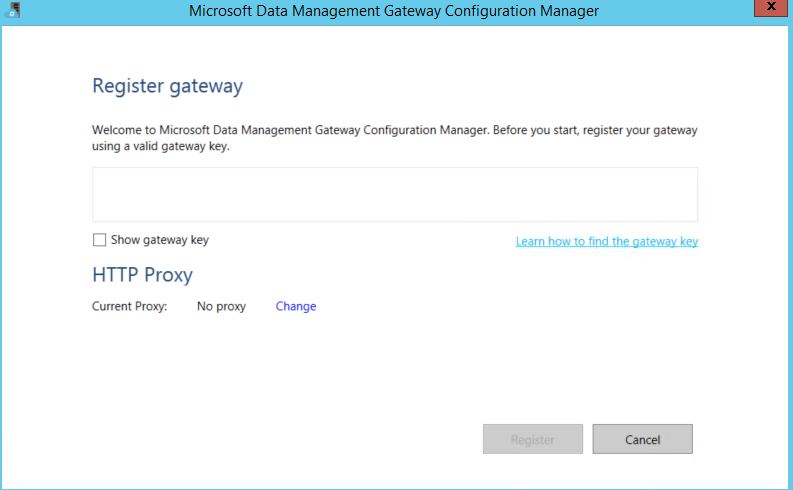 Microsoft Data Management Gateway Configuration Manager
x
Register gateway
Welcome to Microsoft Data Management Gateway Configuration Manager. Before you start, register your gateway
using a valid gateway key.
Show gateway key
Learn how to find the gateway key
HTTP Proxy
Current Proxy: No proxy Change
Register Cancel